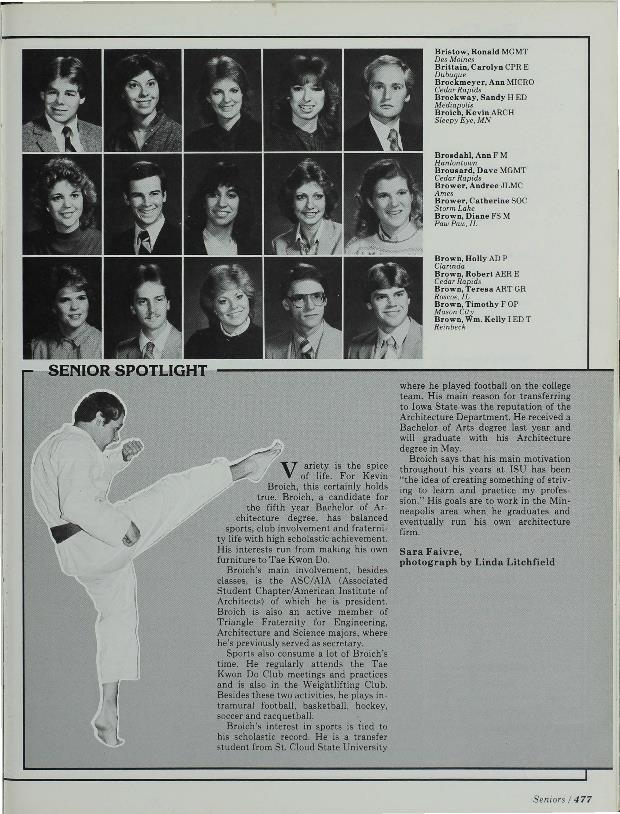 Bristow, Ronald MGMT
Des Moines
Brittain, Carolyn CPR E
Dubuque
Brockmeyer, Ann MICRO
Cedar Rapids
Brockway, Sandy H ED
Mediapolis
Broich, Kevin ARCH
Sleepy Eye, MN
Brosdahl, Ann F M
Hanlontown
Brousard, Dave MGMT
Cedar Rapids
Brower, Andree JLMC
Ames
Brower, Catherine SOC
Storm Lake
Brown, Diane FS M
Paw Paw, IL
Brown, Holly AD P
Clarinda
Brown, Robert AER E
Cedar Rapids
Brown, Teresa ART GR
Roscoe, IL
Brown, Timothy F OP
Mason City
Brown, Wm. Kelly I ED T
Reinbeck
SENIOR SPOTLIGHT
Variety is the spice
of life. For Kevin
Broich, this certainly holds
true. Broich, a candidate for
the fifth year Bachelor of Ar-
chitecture degree, has balanced
sports, club involvement and fraterni-
ty life with high scholastic achievement.
His interests run from making his own
furniture to Tae Kwon Do.
Broich's main involvement, besides
classes, is the ASC/AIA (Associated
Student Chapter/American Institute of
Architects) of which he is president.
Broich is also an active member of
Triangle Fraternity for Engineering,
Architecture and Science majors, where
he's previously served as secretary.
Sports also consume a lot of Broich's
time. He regularly attends the Tae
Kwon Do Club meetings and practices
and is also in the Weightlifting Club.
Besides these two activities, he plays in-
tramural football, basketball, hockey,
soccer and racquetball.
Broich's interest in sports is tied to
his scholastic record. He is a transfer
student from St. Cloud State University
where he played football on the college
team. His main reason for transferring
to Iowa State was the reputation of the
Architecture Department. He received a
Bachelor of Arts degree last year and
will graduate with his Architecture
degree in May.
Broich says that his main motivation
throughout his years at ISU has been
"the idea of creating something of striv-
ing to learn and practice my profes-
sion." His goals are to work in the Min-
neapolis area when he graduates and
eventually run his own architecture
firm.
Sara Faivre,
photograph by Linda Litchfield
Seniors / 477